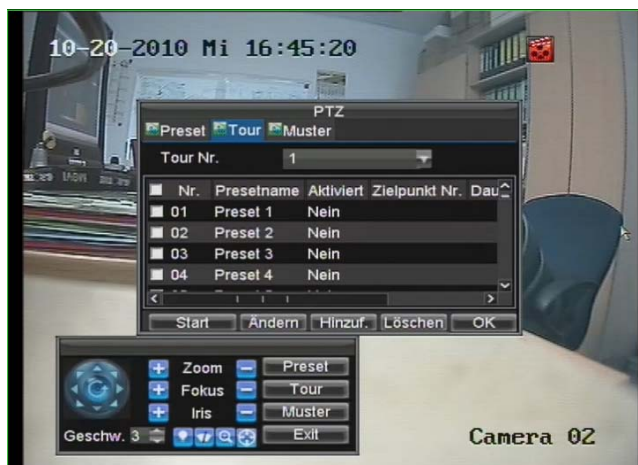 10-20-2010 Mi 16:45:20
PTZ
Preset Tour Muster
Tour Nr. 1
Nr. Presetname Aktiviert Zielpunkt Nr. Dau
01 Preset 1 Nein
02 Preset 2 Nein
03 Preset 3 Nein
04 Preset 4 Nein
Start Ändern Hinzuf. Löschen OK
Zoom Preset
Fokus Tour
Iris Muster
Geschw. 3 Exit
Camera 02